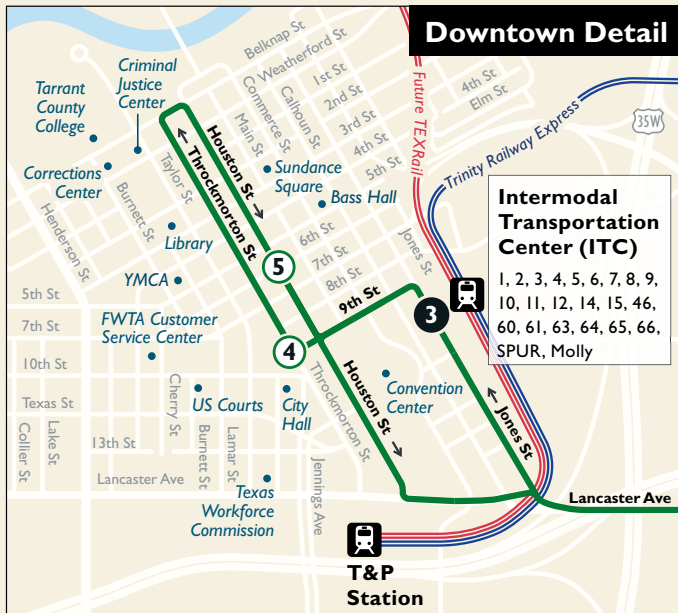 Downtown Detail
Belknap St
Weatherford St
1st St
2nd St
3rd St
4th St
5th St
Commerce St
Calhoun St
Main St
4th St
Elm St
Future TEXRail
Trinity Railway Express
35W
Criminal
Justice
Center
Tarrant
County
College
Corrections
Center
Houston St
Throckmorton St
Taylor St
Burnett St
Henderson St
Sundance
Square
Bass Hall
Library
YMCA
6th St
7th St
8th St
Jones St
Intermodal
Transportation
Center (ITC)
1, 2, 3, 4, 5, 6, 7, 8, 9,
10, 11, 12, 14, 15, 46,
60, 61, 63, 64, 65, 66,
SPUR, Molly
5
9th St
3
4
5th St
7th St
10th St
Texas St
13th St
Lancaster Ave
FWTA Customer
Service Center
US Courts
City
Hall
Convention
Center
Throckmorton St
Houston St
Jones St
Collier St
Lake St
Cherry St
Burnett St
Lamar St
Jennings Ave
Texas
Workforce
Commission
Lancaster Ave
T&P
Station